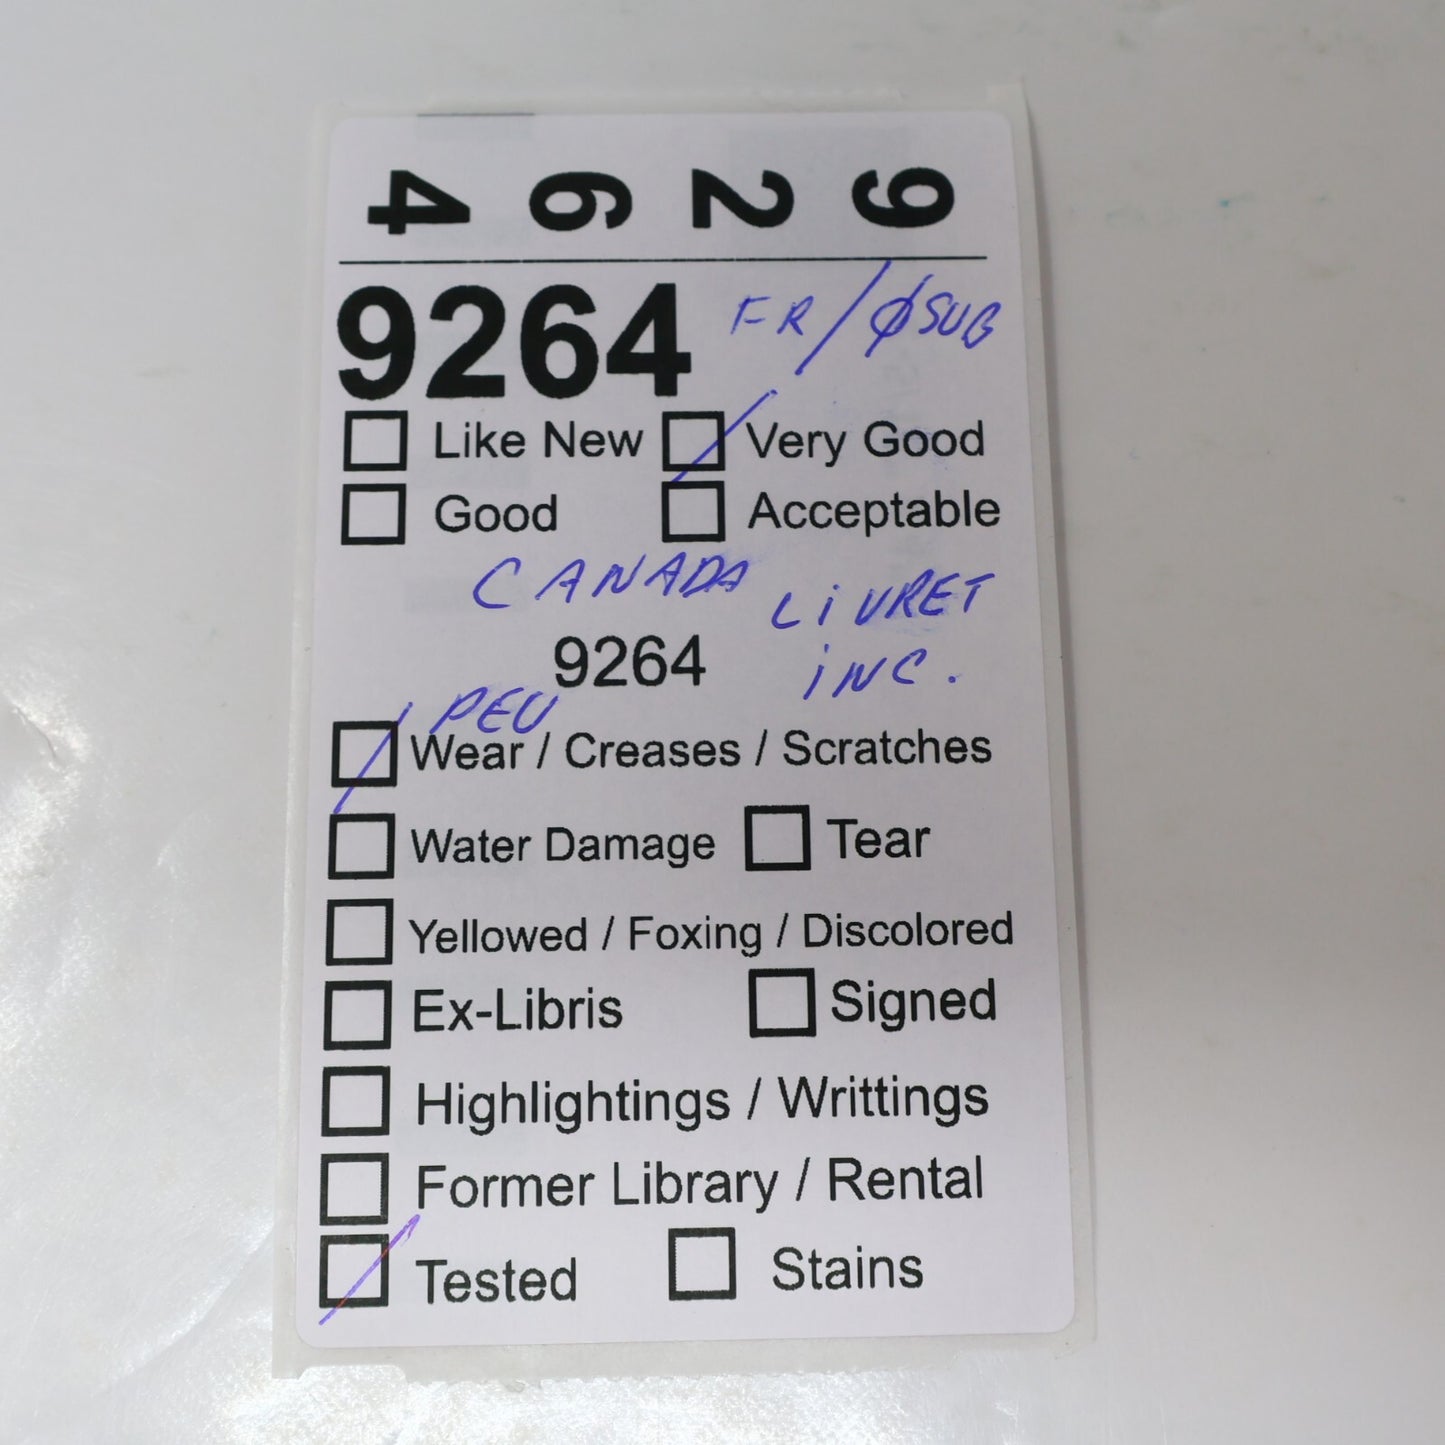 9 2 6 4
9264 FR/ØSUB
Like New Very Good
Good Acceptable
CANADA LiVRET
9264 iNC.
PEU
Wear / Creases / Scratches
Water Damage Tear
Yellowed / Foxing / Discolored
Ex-Libris Signed
Highlightings / Writtings
Former Library / Rental
Tested Stains